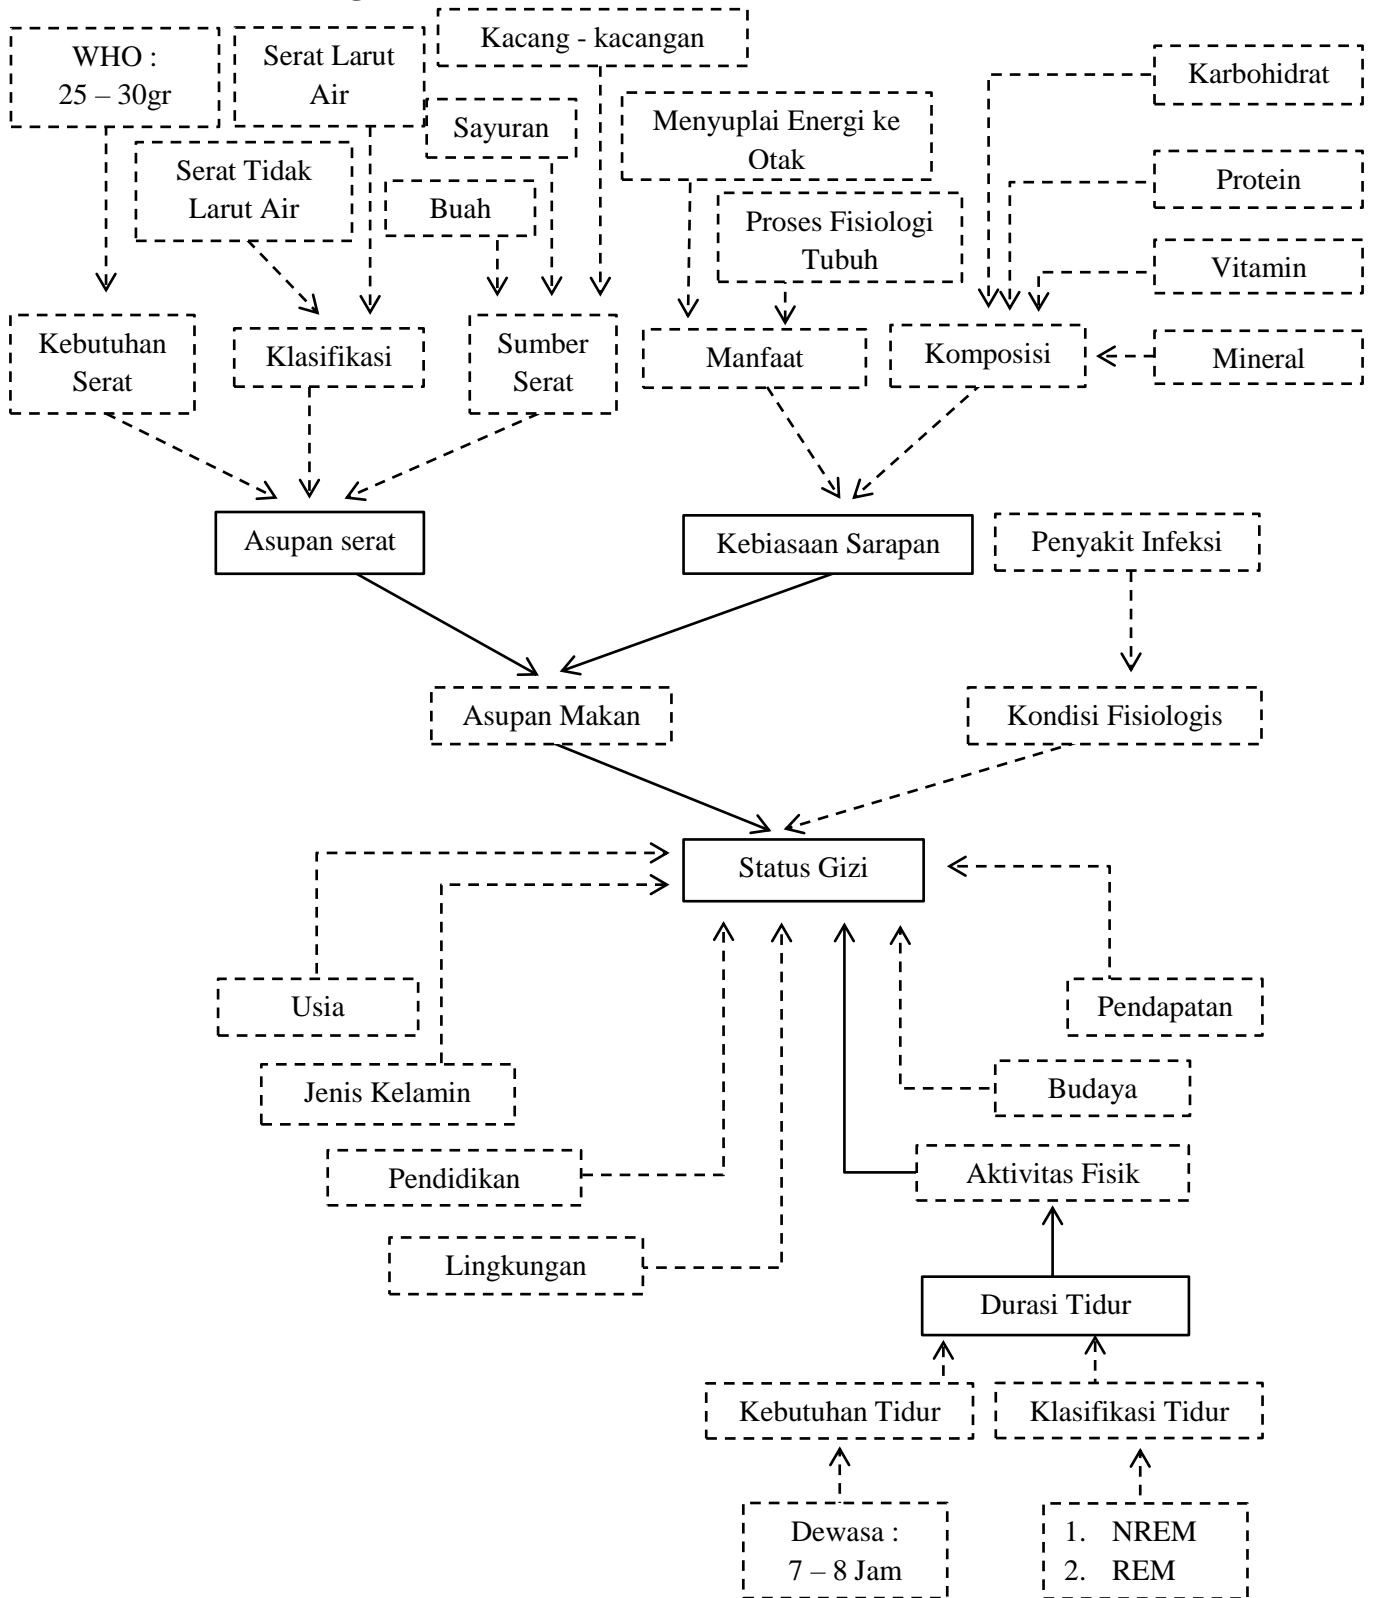 Kacang - kacangan
WHO :
25 – 30gr
Serat Larut
Air
Karbohidrat
Sayuran
Menyuplai Energi ke
Otak
Serat Tidak
Larut Air
Protein
Buah
Proses Fisiologi
Tubuh
Vitamin
Kebutuhan
Serat
Klasifikasi
Sumber
Serat
Manfaat
Komposisi
Mineral
Asupan serat
Kebiasaan Sarapan
Penyakit Infeksi
Asupan Makan
Kondisi Fisiologis
Status Gizi
Usia
Pendapatan
Jenis Kelamin
Budaya
Pendidikan
Aktivitas Fisik
Lingkungan
Durasi Tidur
Kebutuhan Tidur
Klasifikasi Tidur
Dewasa :
7 – 8 Jam
1. NREM
2. REM